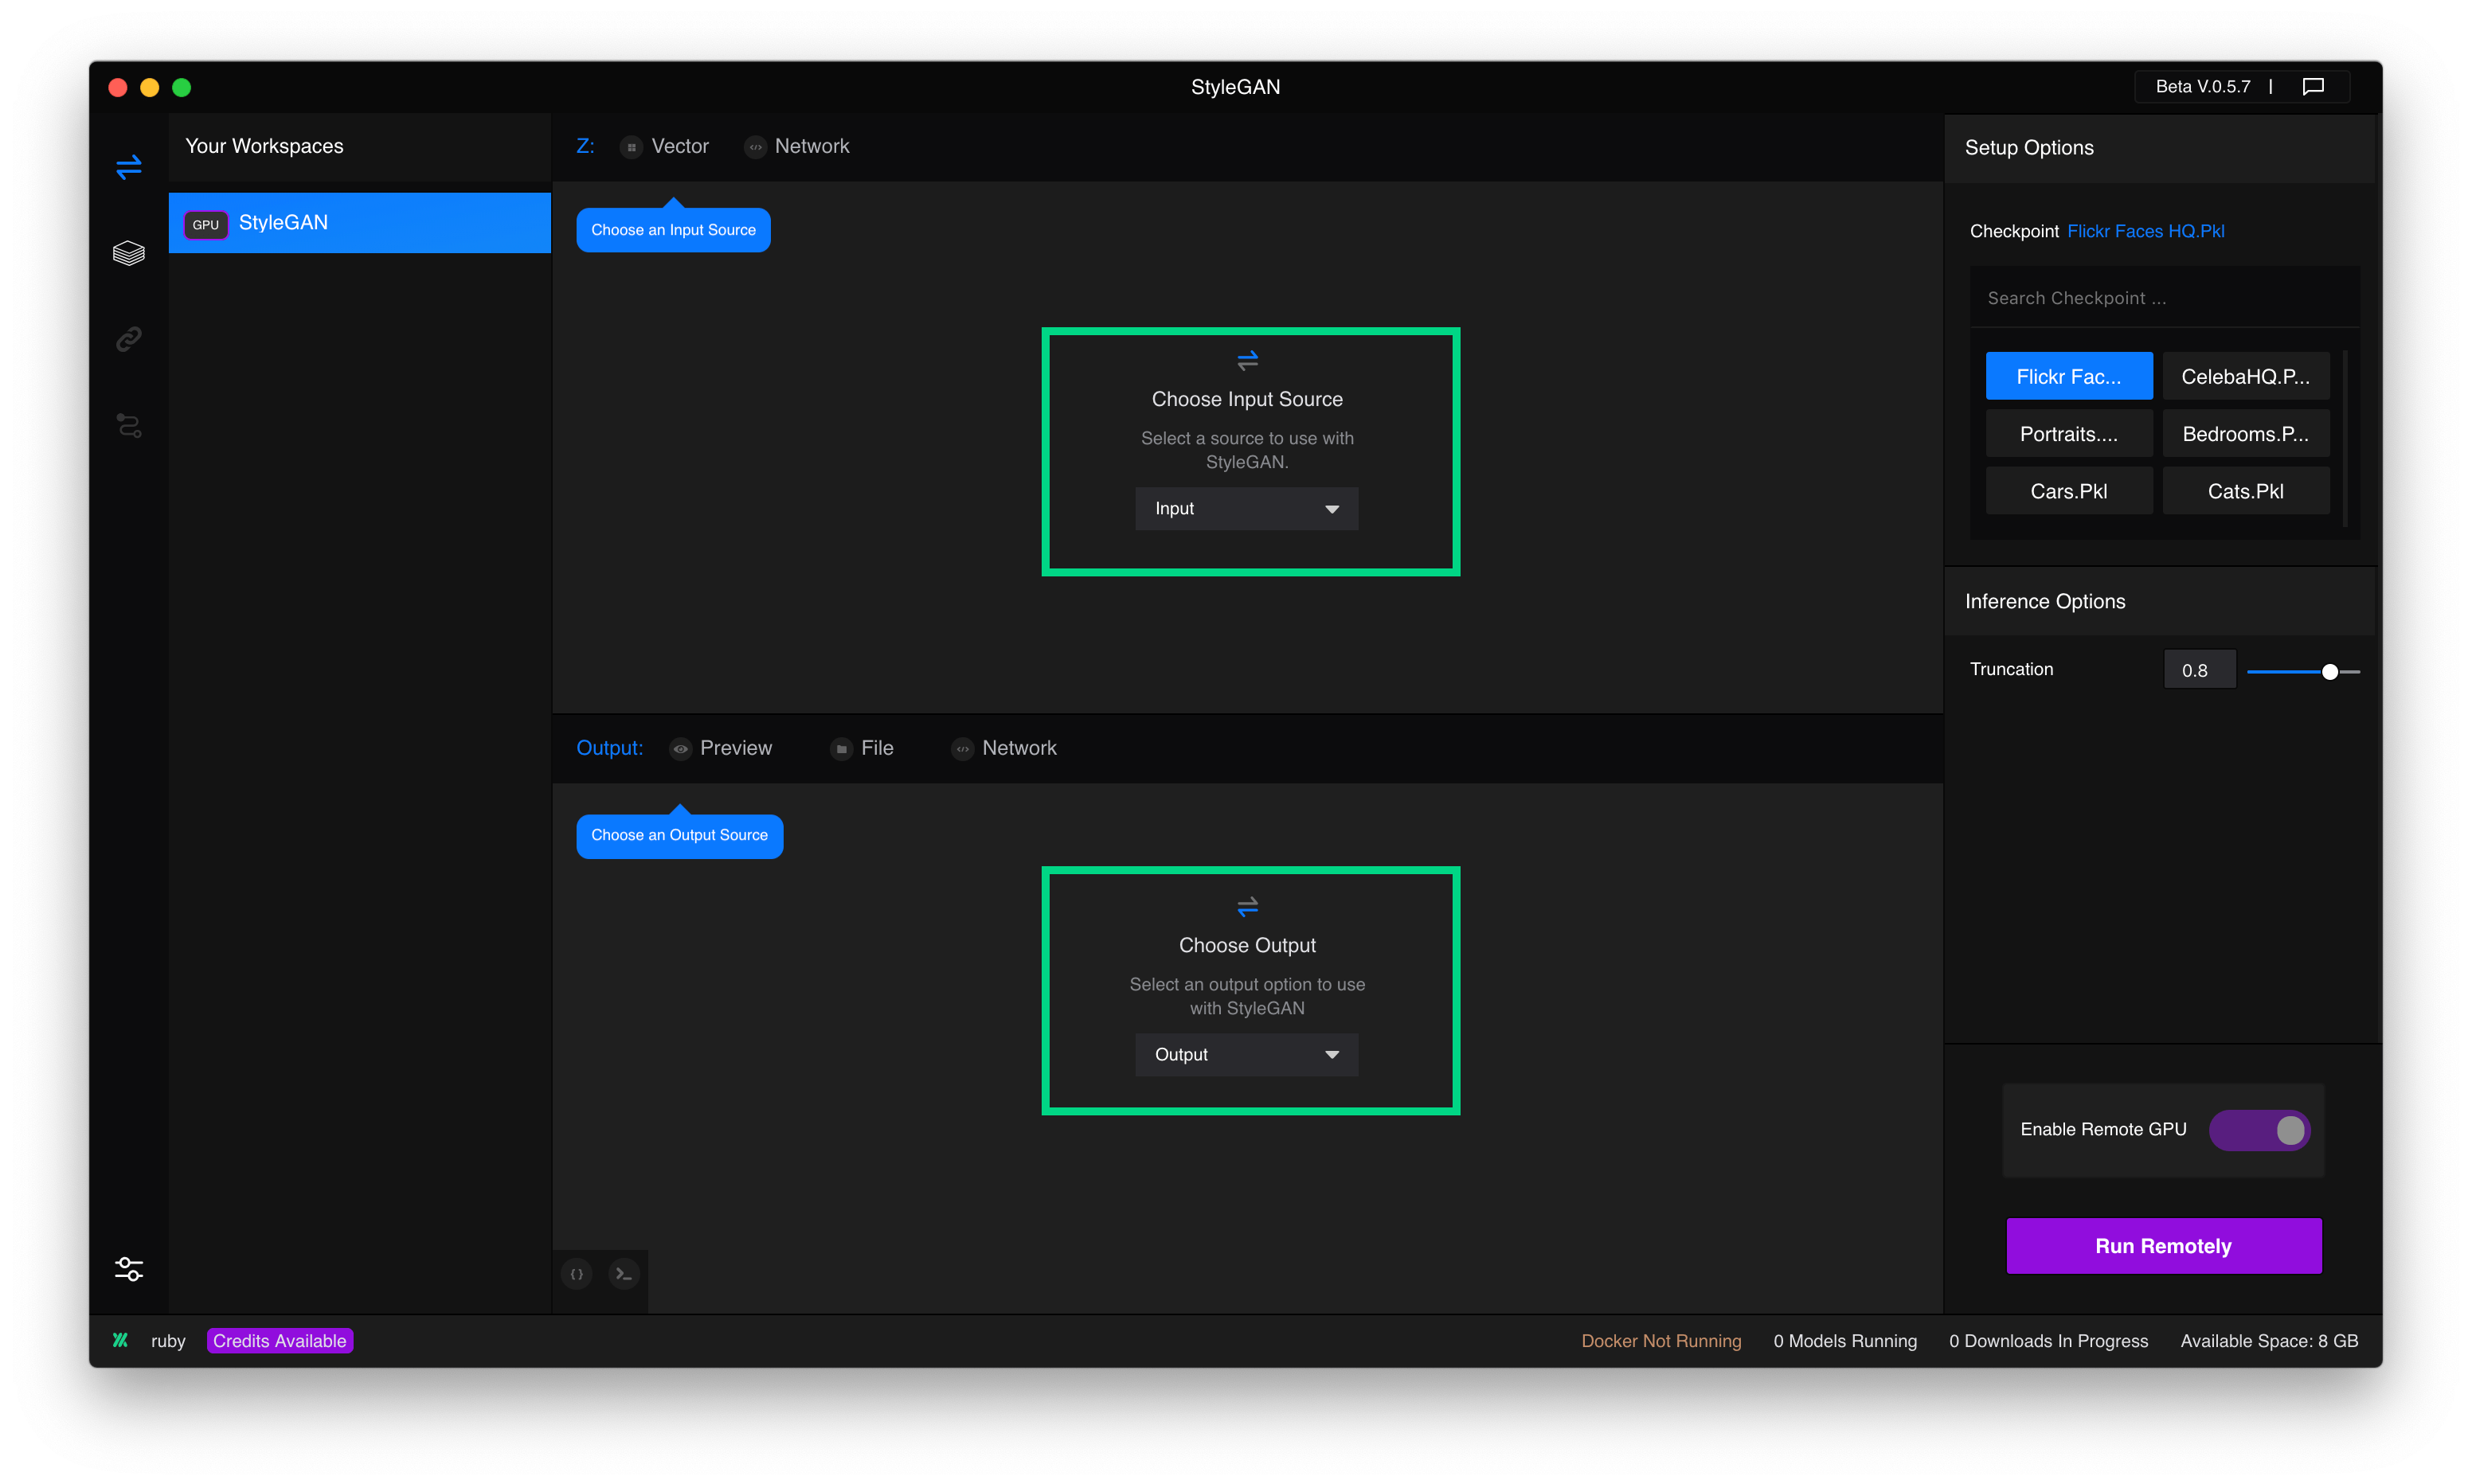 StyleGAN
Beta V.0.5.7 |
Your Workspaces
GPU StyleGAN
Z: Vector Network
Choose an Input Source
Choose Input Source
Select a source to use with
StyleGAN.
Input
Output: Preview File Network
Choose an Output Source
Choose Output
Select an output option to use
with StyleGAN
Output
Setup Options
Checkpoint Flickr Faces HQ.Pkl
Search Checkpoint ...
Flickr Fac... CelebaHQ.P...
Portraits.... Bedrooms.P...
Cars.Pkl Cats.Pkl
Inference Options
Truncation 0.8
Enable Remote GPU
Run Remotely
ruby Credits Available
Docker Not Running 0 Models Running 0 Downloads In Progress Available Space: 8 GB